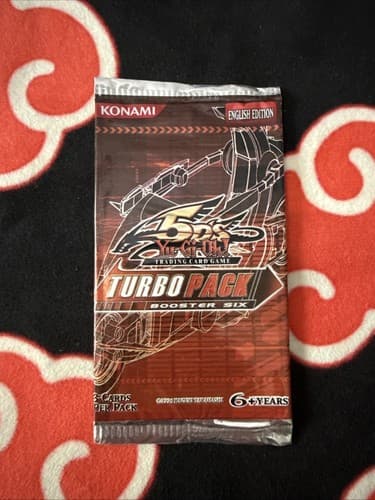 KONAMI
ENGLISH EDITION
5D's
Yu-Gi-Oh!
TRADING CARD GAME
TURBO PACK
BOOSTER SIX
3-CARDS
PER PACK
6+YEARS